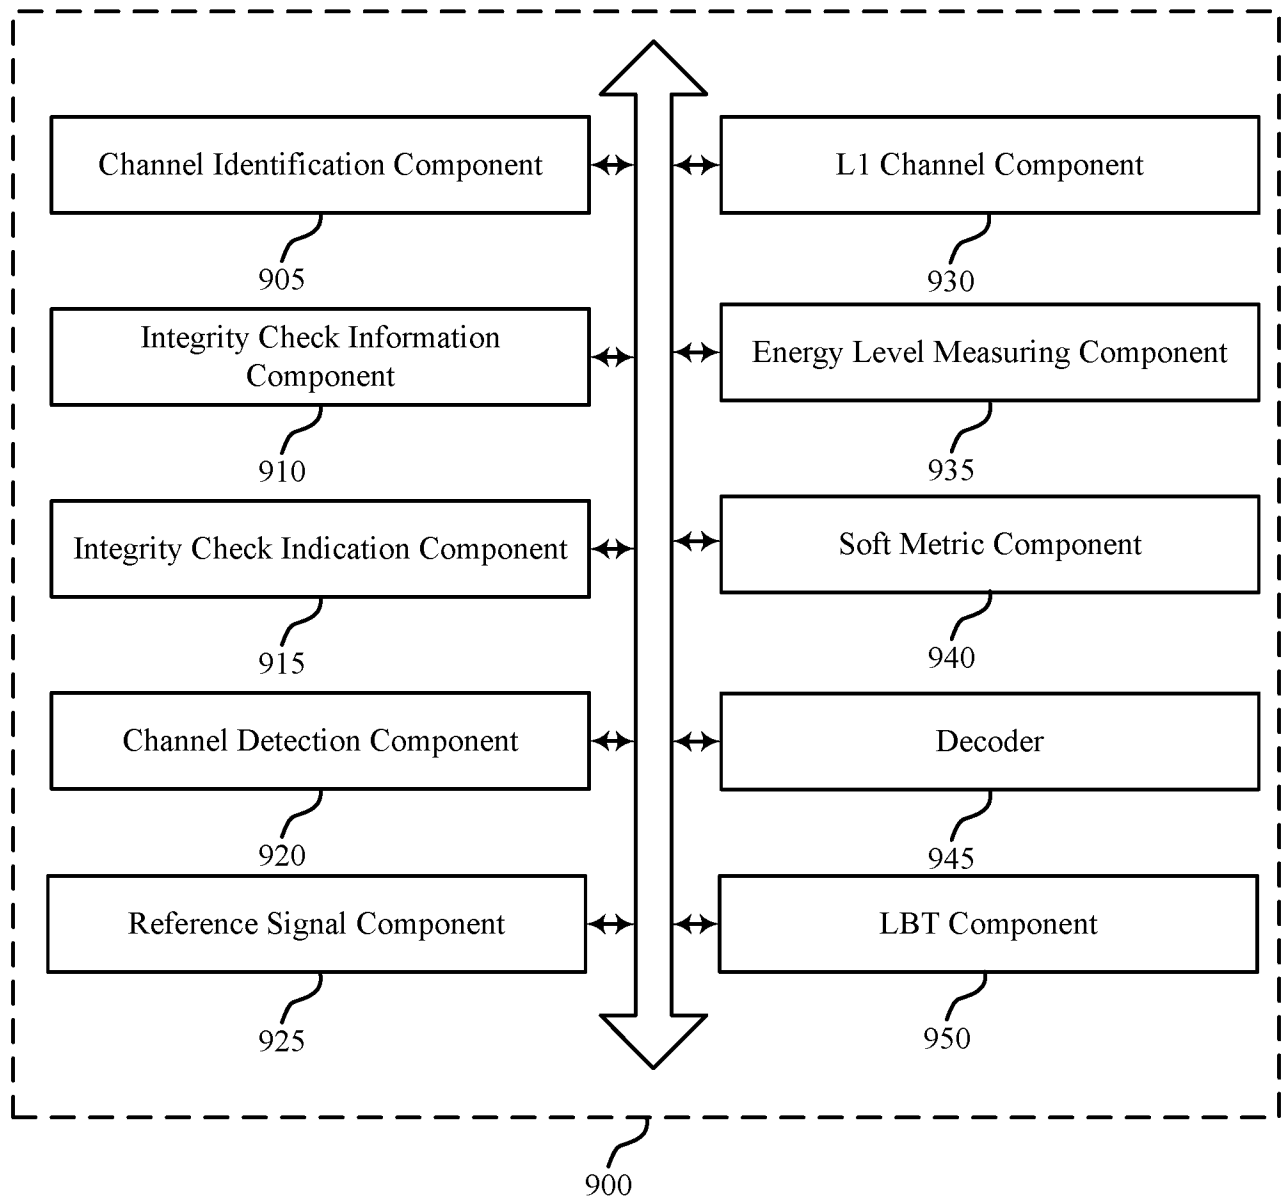 Channel Identification Component
905
Integrity Check Information
Component
910
Integrity Check Indication Component
915
Channel Detection Component
920
Reference Signal Component
925
L1 Channel Component
930
Energy Level Measuring Component
935
Soft Metric Component
940
Decoder
945
LBT Component
950
900